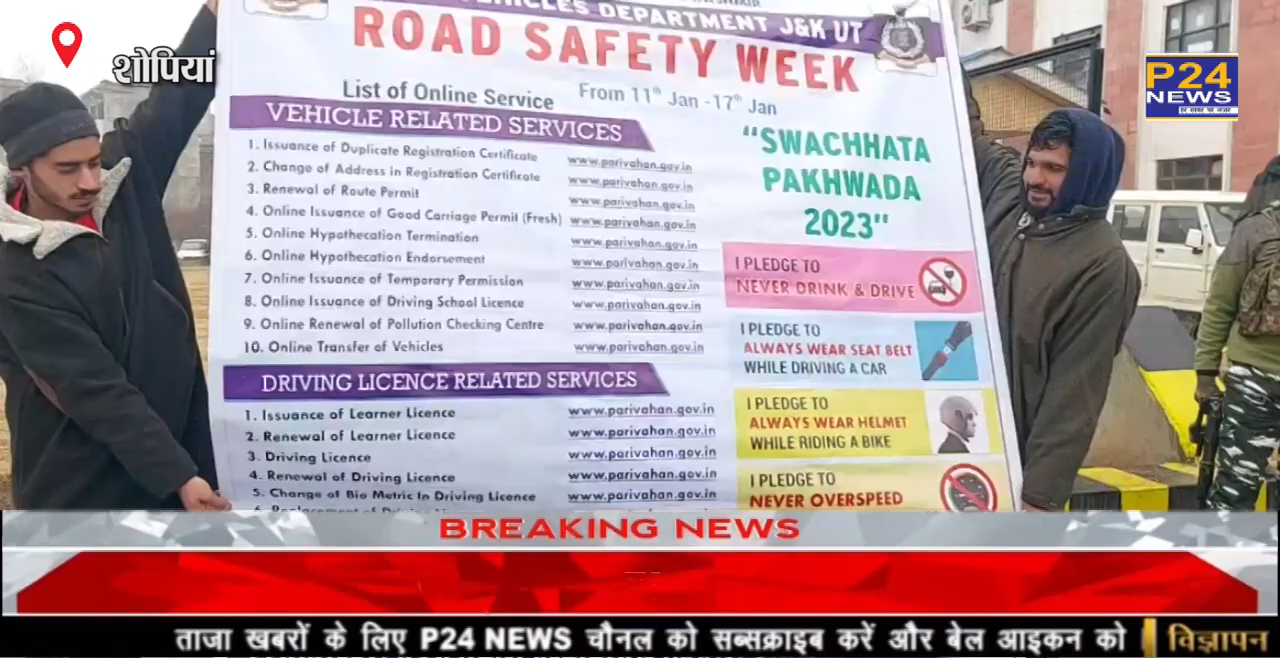 शोपियां
VEHICLES DEPARTMENT J&K UT
ROAD SAFETY WEEK
List of Online Service
From 11th Jan -17th Jan
VEHICLE RELATED SERVICES
1. Issuance of Duplicate Registration Certificate www.parivahan.gov.in
2. Change of Address in Registration Certificate www.parivahan.gov.in
3. Renewal of Route Permit www.parivahan.gov.in
4. Online Issuance of Good Carriage Permit (Fresh) www.parivahan.gov.in
5. Online Hypothecation Termination www.parivahan.gov.in
6. Online Hypothecation Endorsement www.parivahan.gov.in
7. Online Issuance of Temporary Permission www.parivahan.gov.in
8. Online Issuance of Driving School Licence www.parivahan.gov.in
9. Online Renewal of Pollution Checking Centre www.parivahan.gov.in
10. Online Transfer of Vehicles www.parivahan.gov.in
DRIVING LICENCE RELATED SERVICES
1. Issuance of Learner Licence www.parivahan.gov.in
2. Renewal of Learner Licence www.parivahan.gov.in
3. Driving Licence www.parivahan.gov.in
4. Renewal of Driving Licence www.parivahan.gov.in
5. Change of Bio Metric In Driving Licence www.parivahan.gov.in
"SWACHHATA
PAKHWADA
2023"
I PLEDGE TO
NEVER DRINK & DRIVE
I PLEDGE TO
ALWAYS WEAR SEAT BELT
WHILE DRIVING A CAR
I PLEDGE TO
ALWAYS WEAR HELMET
WHILE RIDING A BIKE
I PLEDGE TO
NEVER OVERSPEED
P24
NEWS
हर खबर पर नज़र
BREAKING NEWS
ताजा खबरों के लिए P24 NEWS चौनल को सब्सक्राइब करें और बेल आइकन को
विज्ञापन